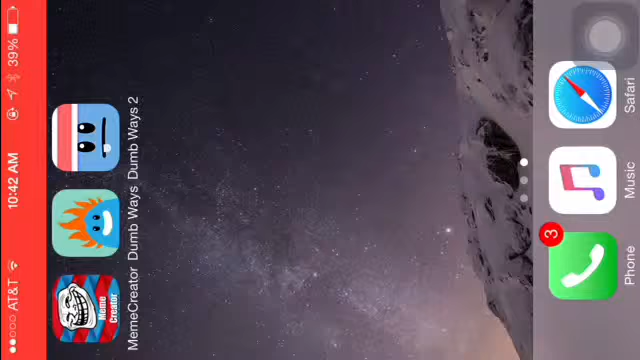 AT&T
10:42 AM
39%
Meme
Creator
MemeCreator
Dumb Ways
Dumb Ways 2
3
Phone
Music
Safari